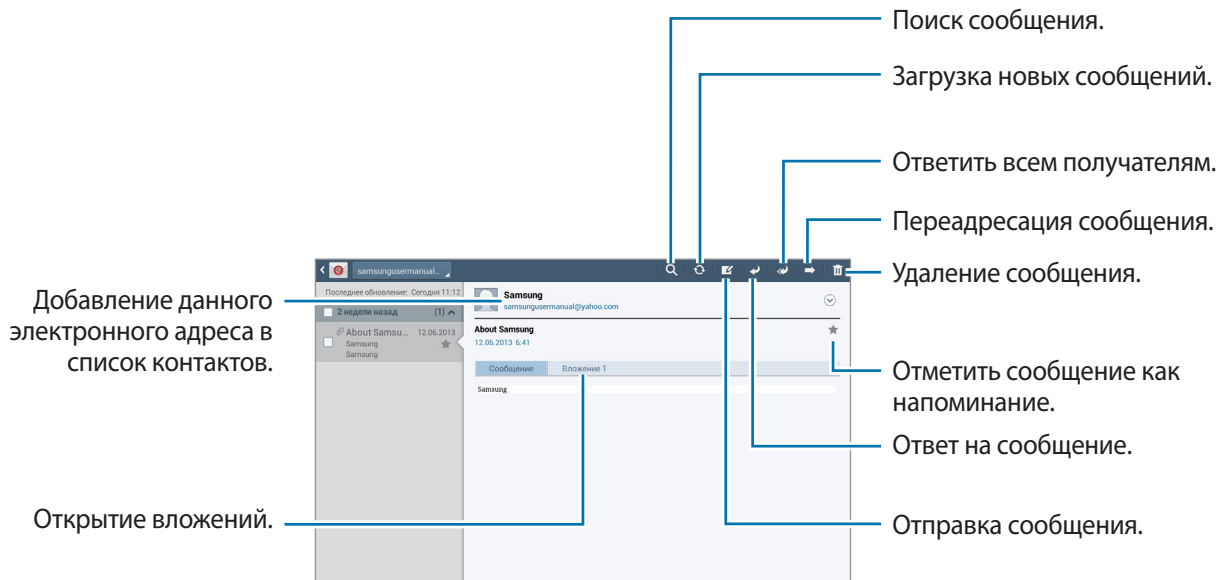 Поиск сообщения.
Загрузка новых сообщений.
Ответить всем получателям.
Переадресация сообщения.
Удаление сообщения.
samsungusermanual...
Последнее обновление: Сегодня 11:12
2 недели назад (1)
About Samsu... 12.06.2013
Samsung
Samsung
Samsung
samsungusermanual@yahoo.com
About Samsung
12.06.2013 6:41
Сообщение Вложение 1
Samsung
Добавление данного
электронного адреса в
список контактов.
Открытие вложений.
Отметить сообщение как
напоминание.
Ответ на сообщение.
Отправка сообщения.